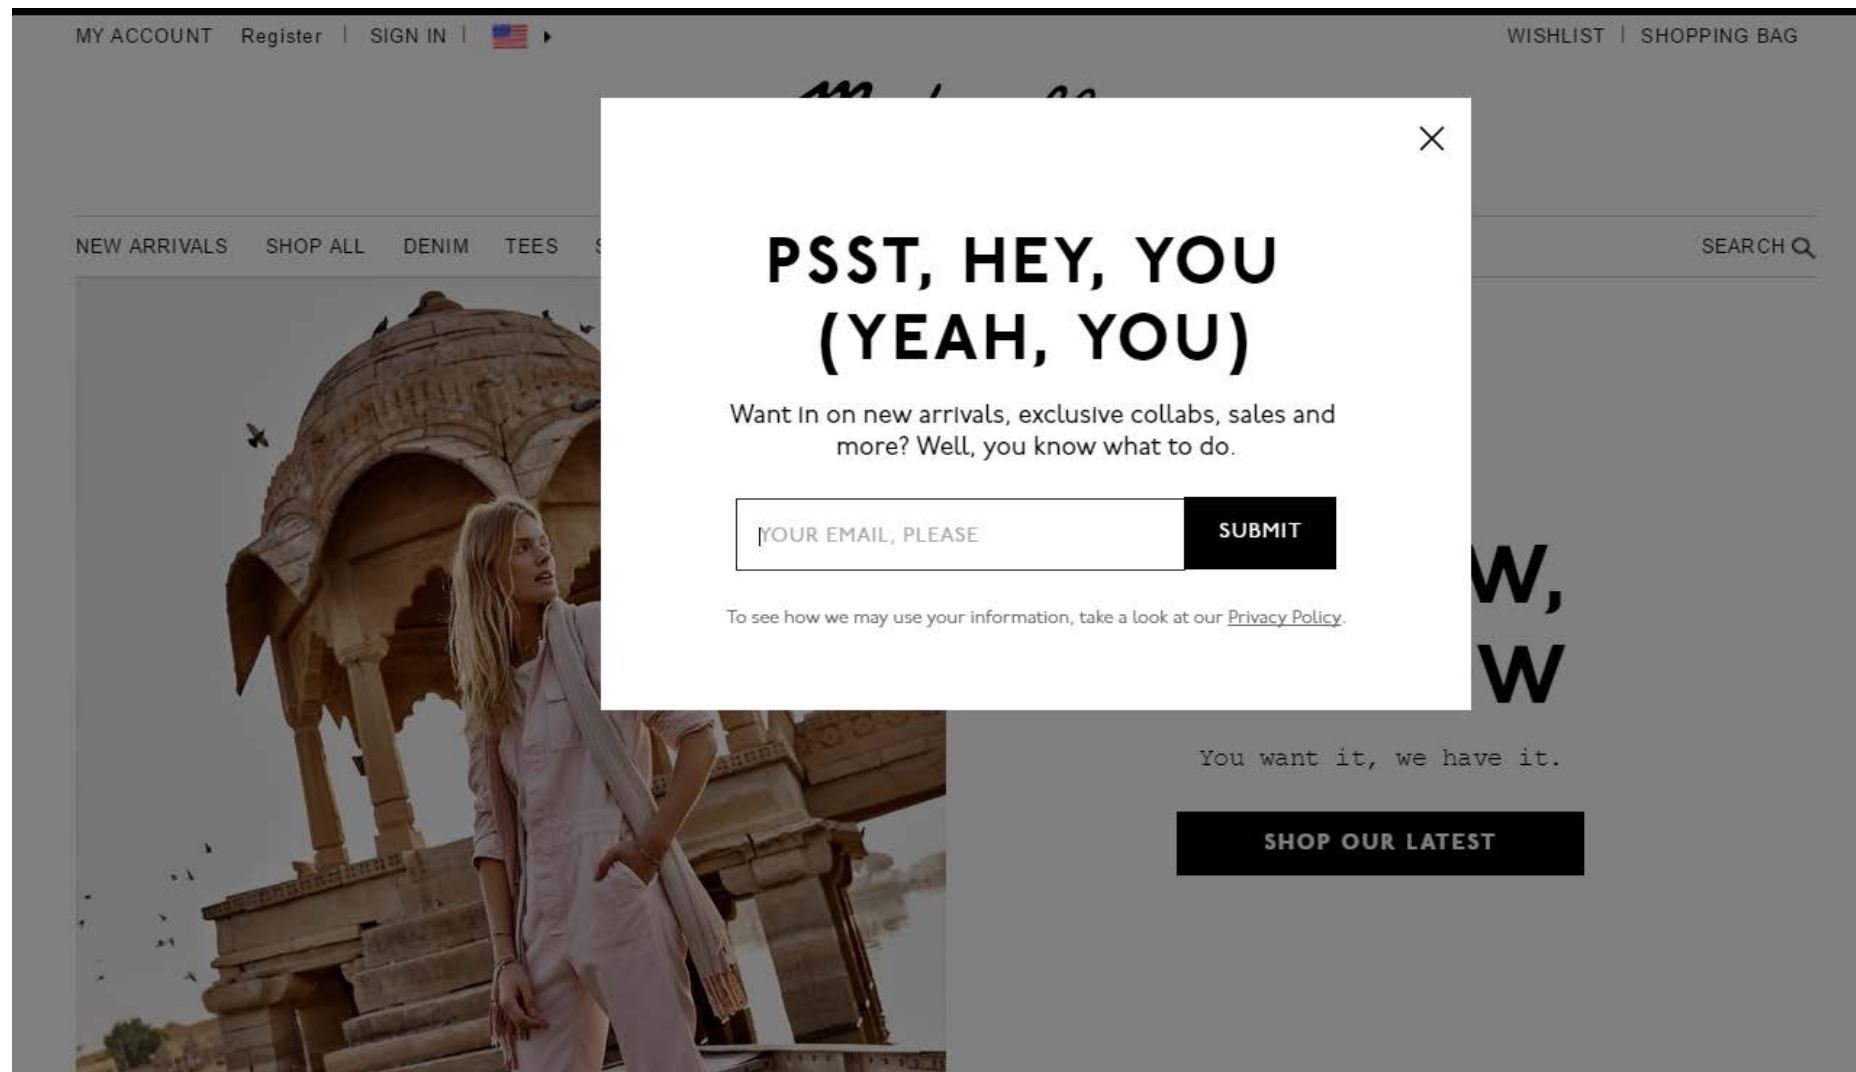 MY ACCOUNT Register | SIGN IN |
WISHLIST | SHOPPING BAG
NEW ARRIVALS SHOP ALL DENIM TEES
SEARCH
PSST, HEY, YOU
(YEAH, YOU)
Want in on new arrivals, exclusive collabs, sales and
more? Well, you know what to do.
YOUR EMAIL, PLEASE
SUBMIT
To see how we may use your information, take a look at our Privacy Policy.
You want it, we have it.
SHOP OUR LATEST